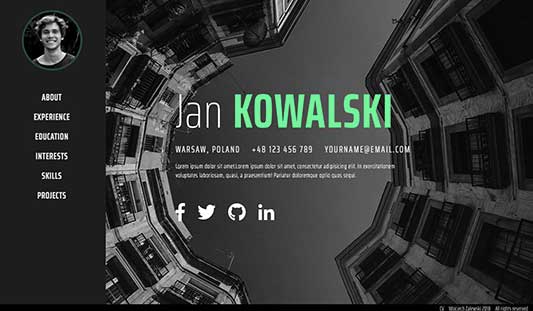 ABOUT
EXPERIENCE
EDUCATION
INTERESTS
SKILLS
PROJECTS
Jan KOWALSKI
WARSAW, POLAND +48 123 456 789 YOURNAME@EMAIL.COM
Lorem ipsum dolor sit amet.Lorem ipsum dolor sit amet, consectetur adipisicing elit. In exercitationem
voluptates laboriosam, quasi, a praesentium! Pariatur doloremque optio quos sequi.
CV Wojciech Zalewski 2018 All rights reserved